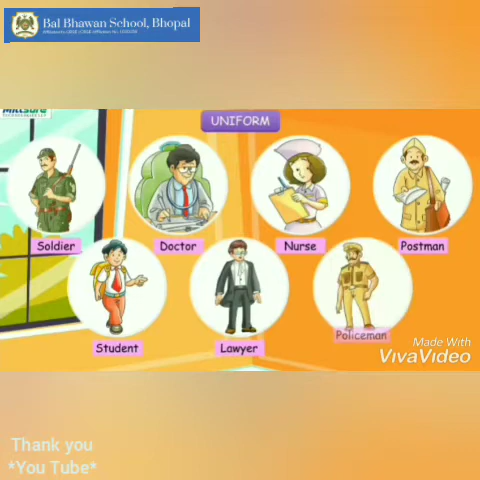 Bal Bhawan School, Bhopal
Millsoft
UNIFORM
Soldier
Doctor
Nurse
Postman
Student
Lawyer
Policeman
Made With
VivaVideo
Thank you
*You Tube*